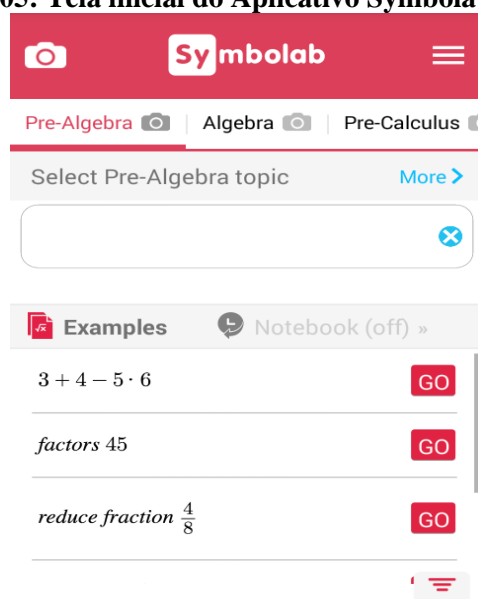 05: Tela inicial do Aplicativo Symbola
Symbolab
Pre-Algebra | Algebra | Pre-Calculus
Select Pre-Algebra topic More >
Examples Notebook (off) »
3 + 4 − 5 · 6 GO
factors 45 GO
reduce fraction 4/8 GO